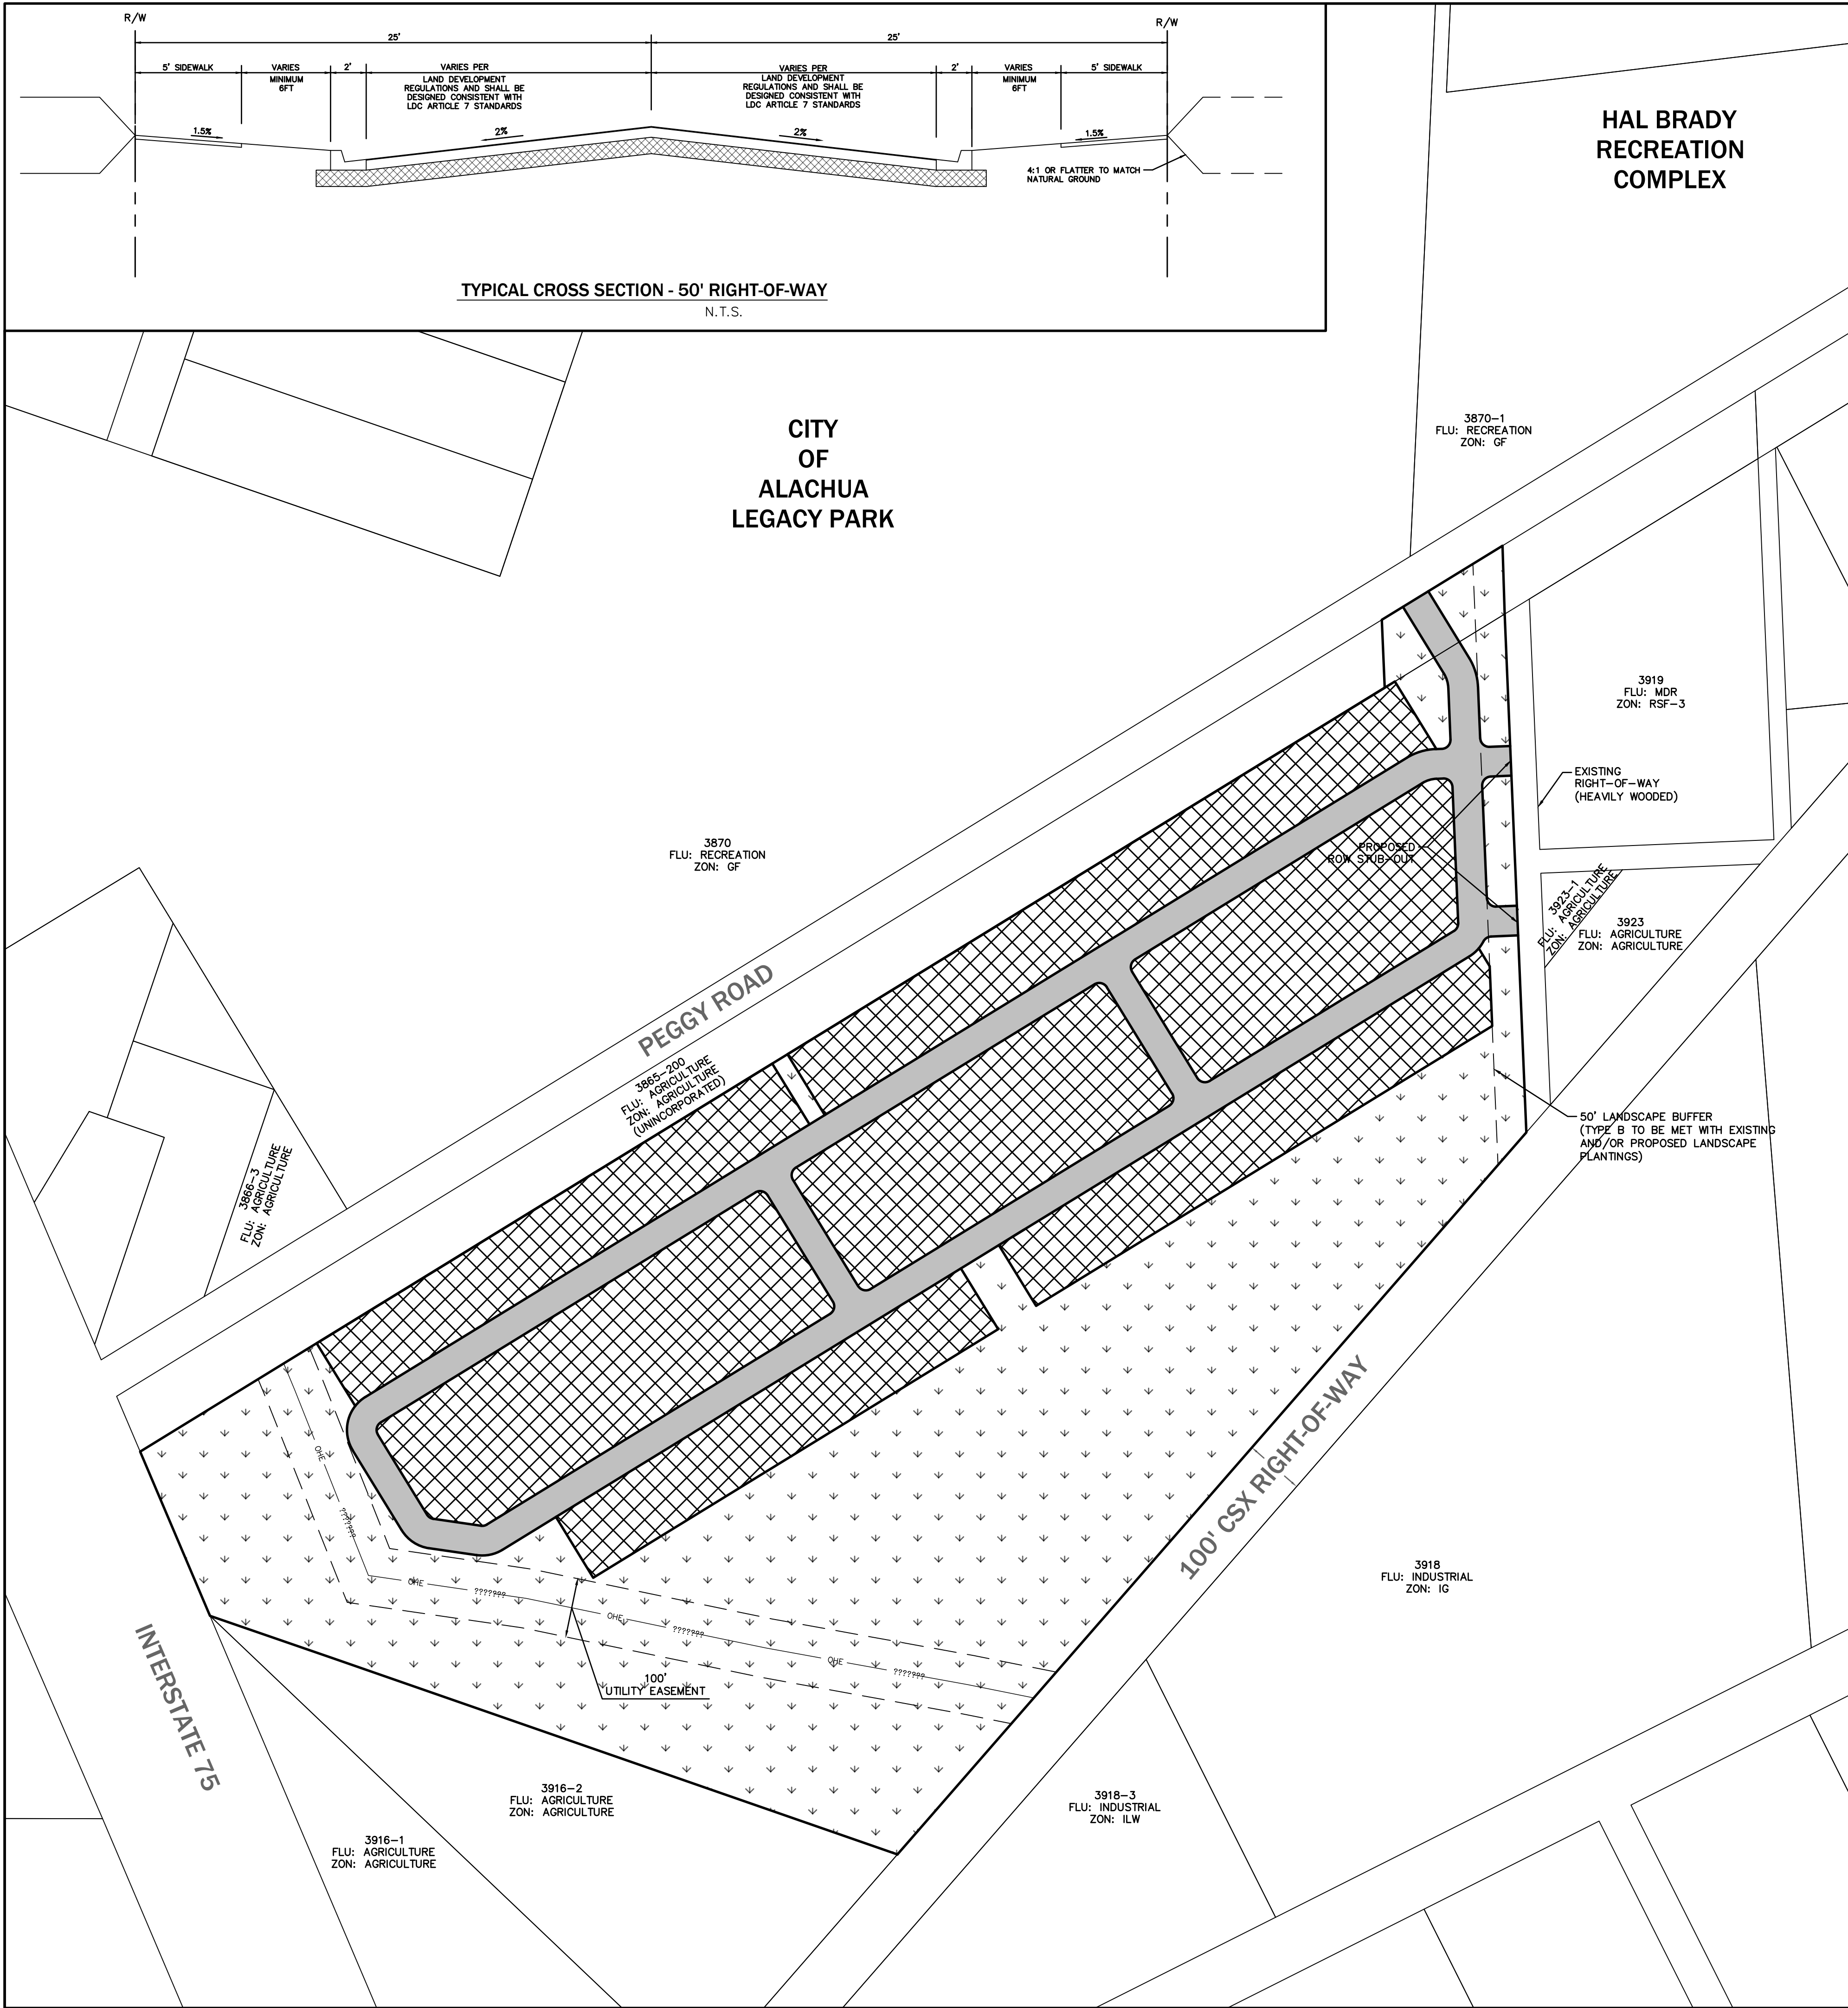 R/W
R/W
25'
25'
5' SIDEWALK
VARIES
MINIMUM
6FT
2'
VARIES PER
LAND DEVELOPMENT
REGULATIONS AND SHALL BE
DESIGNED CONSISTENT WITH
LDC ARTICLE 7 STANDARDS
VARIES PER
LAND DEVELOPMENT
REGULATIONS AND SHALL BE
DESIGNED CONSISTENT WITH
LDC ARTICLE 7 STANDARDS
2'
VARIES
MINIMUM
6FT
5' SIDEWALK
1.5%
2%
2%
1.5%
4:1 OR FLATTER TO MATCH
NATURAL GROUND
TYPICAL CROSS SECTION - 50' RIGHT-OF-WAY
N.T.S.
HAL BRADY
RECREATION
COMPLEX
CITY
OF
ALACHUA
LEGACY PARK
3870-1
FLU: RECREATION
ZON: GF
3919
FLU: MDR
ZON: RSF-3
EXISTING
RIGHT-OF-WAY
(HEAVILY WOODED)
3870
FLU: RECREATION
ZON: GF
PROPOSED
ROW STUB-OUT
3923-1
FLU: AGRICULTURE
ZON: AGRICULTURE
3923
FLU: AGRICULTURE
ZON: AGRICULTURE
PEGGY ROAD
3865-200
FLU: AGRICULTURE
ZON: AGRICULTURE
(UNINCORPORATED)
50' LANDSCAPE BUFFER
(TYPE B TO BE MET WITH EXISTING
AND/OR PROPOSED LANDSCAPE
PLANTINGS)
3866-3
FLU: AGRICULTURE
ZON: AGRICULTURE
100' CSX RIGHT-OF-WAY
OHE
???????
OHE
???????
OHE
???????
OHE
???????
100'
UTILITY EASEMENT
3918
FLU: INDUSTRIAL
ZON: IG
INTERSTATE 75
3916-2
FLU: AGRICULTURE
ZON: AGRICULTURE
3918-3
FLU: INDUSTRIAL
ZON: ILW
3916-1
FLU: AGRICULTURE
ZON: AGRICULTURE